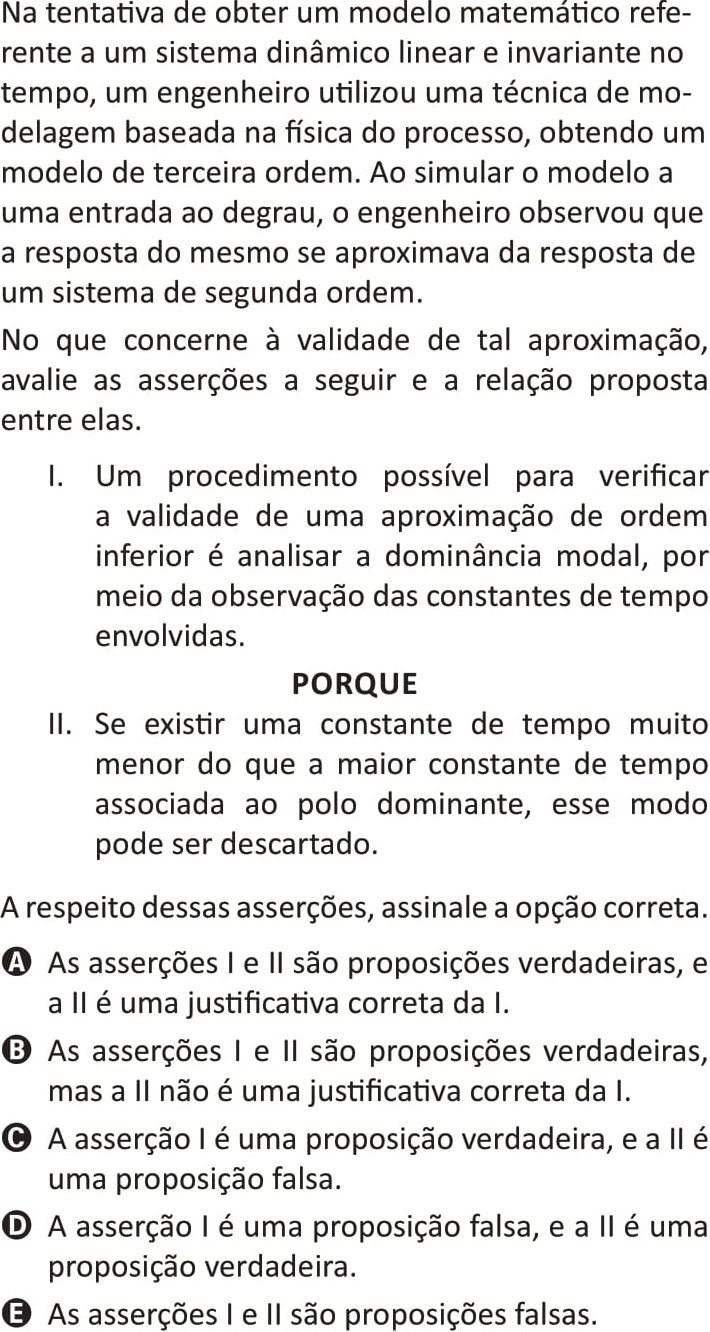 Na tentativa de obter um modelo matemático refe-
rente a um sistema dinâmico linear e invariante no
tempo, um engenheiro utilizou uma técnica de mo-
delagem baseada na física do processo, obtendo um
modelo de terceira ordem. Ao simular o modelo a
uma entrada ao degrau, o engenheiro observou que
a resposta do mesmo se aproximava da resposta de
um sistema de segunda ordem.
No que concerne à validade de tal aproximação,
avalie as asserções a seguir e a relação proposta
entre elas.
I. Um procedimento possível para verificar
a validade de uma aproximação de ordem
inferior é analisar a dominância modal, por
meio da observação das constantes de tempo
envolvidas.
PORQUE
II. Se existir uma constante de tempo muito
menor do que a maior constante de tempo
associada ao polo dominante, esse modo
pode ser descartado.
A respeito dessas asserções, assinale a opção correta.
A As asserções I e II são proposições verdadeiras, e
a II é uma justificativa correta da I.
B As asserções I e II são proposições verdadeiras,
mas a II não é uma justificativa correta da I.
C A asserção I é uma proposição verdadeira, e a II é
uma proposição falsa.
D A asserção I é uma proposição falsa, e a II é uma
proposição verdadeira.
E As asserções I e II são proposições falsas.